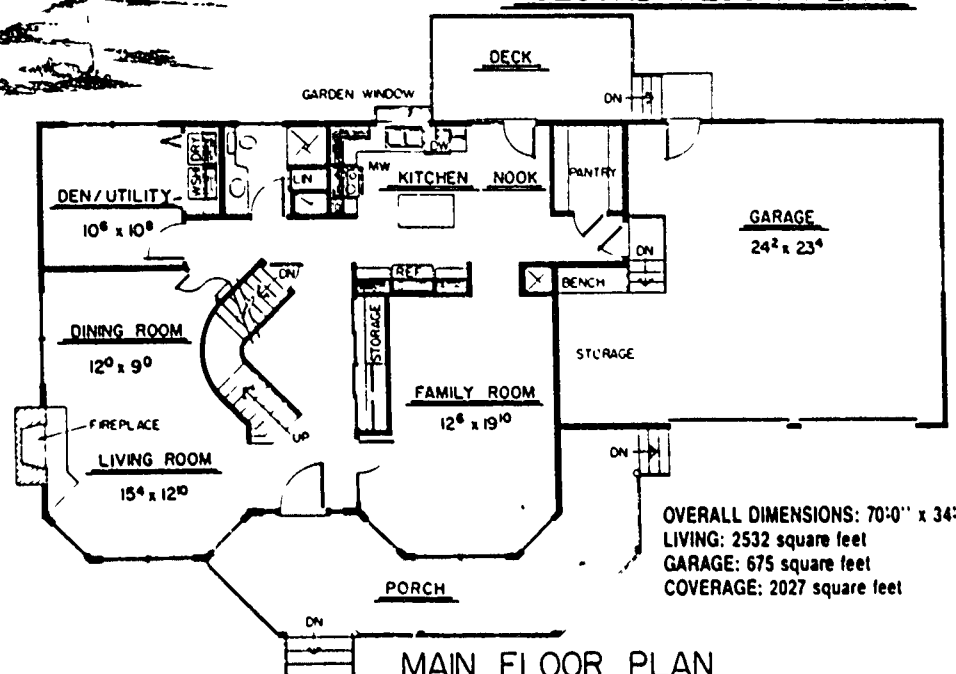 DECK
DN
GARDEN WINDOW
DW
DRY
WSH
LIN
MW
KITCHEN NOOK
PANTRY
DEN/UTILITY
10⁶ x 10⁸
GARAGE
24² x 23⁴
DN
DN
REF
BENCH
DINING ROOM
12⁰ x 9⁰
STORAGE
STORAGE
FAMILY ROOM
12⁶ x 19¹⁰
FIREPLACE
UP
LIVING ROOM
15⁴ x 12¹⁰
DN
OVERALL DIMENSIONS: 70'0" x 34'
LIVING: 2532 square feet
GARAGE: 675 square feet
COVERAGE: 2027 square feet
PORCH
DN
MAIN FLOOR PLAN